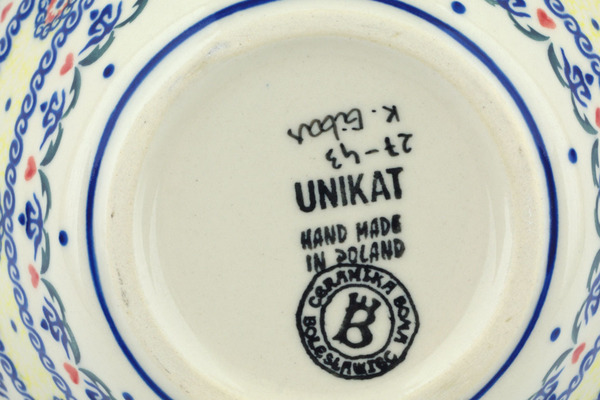 K. Gibas
27-43
UNIKAT
HAND MADE
IN POLAND
CERAMIKA BONA
BOLESŁAWIEC
B